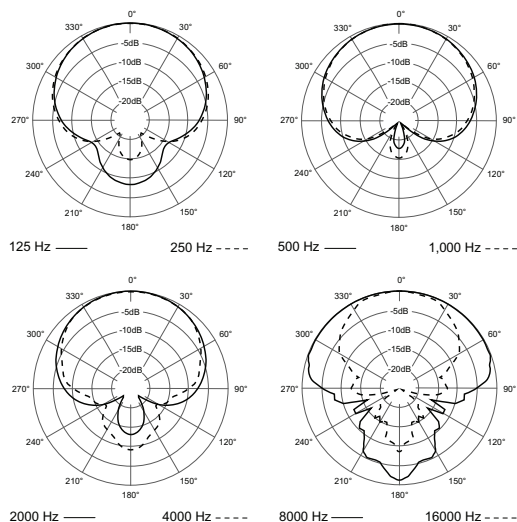 0° 0°
330° 30° 330° 30°
-5dB -5dB
300° 60° 300° 60°
-10dB -10dB
-15dB -15dB
-20dB -20dB
270° 90° 270° 90°
240° 120° 240° 120°
210° 150° 210° 150°
180° 180°
125 Hz 250 Hz 500 Hz 1,000 Hz
0° 0°
330° 30° 330° 30°
-5dB -5dB
300° 60° 300° 60°
-10dB -10dB
-15dB -15dB
-20dB -20dB
270° 90° 270° 90°
240° 120° 240° 120°
210° 150° 210° 150°
180° 180°
2000 Hz 4000 Hz 8000 Hz 16000 Hz